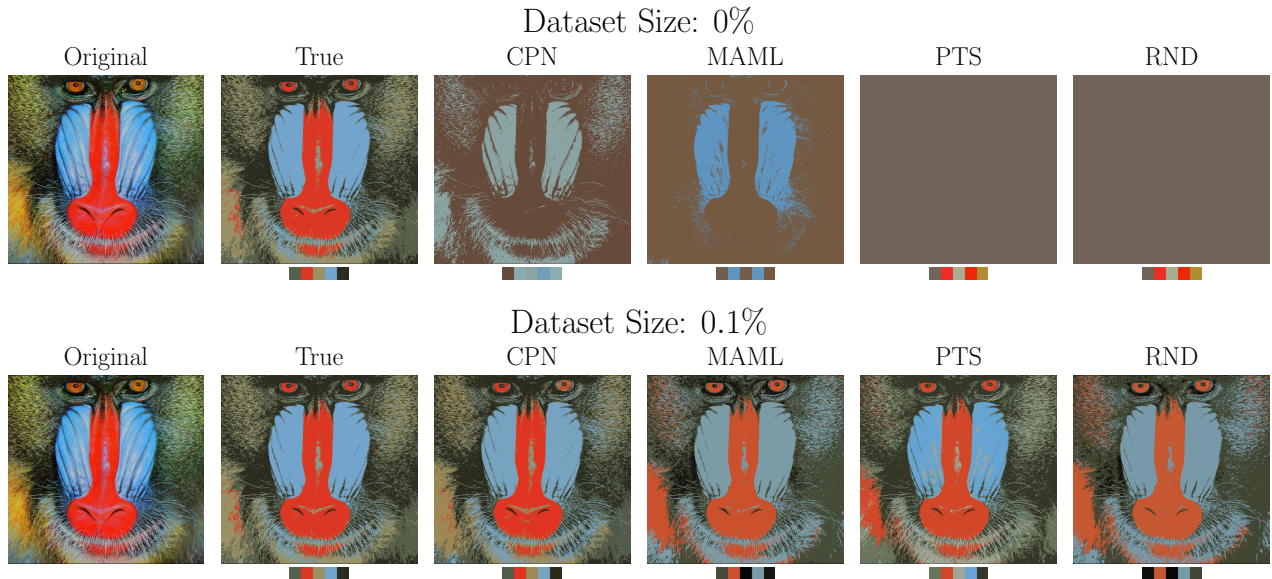 Dataset Size: 0%
Original True CPN MAML PTS RND
Dataset Size: 0.1%
Original True CPN MAML PTS RND